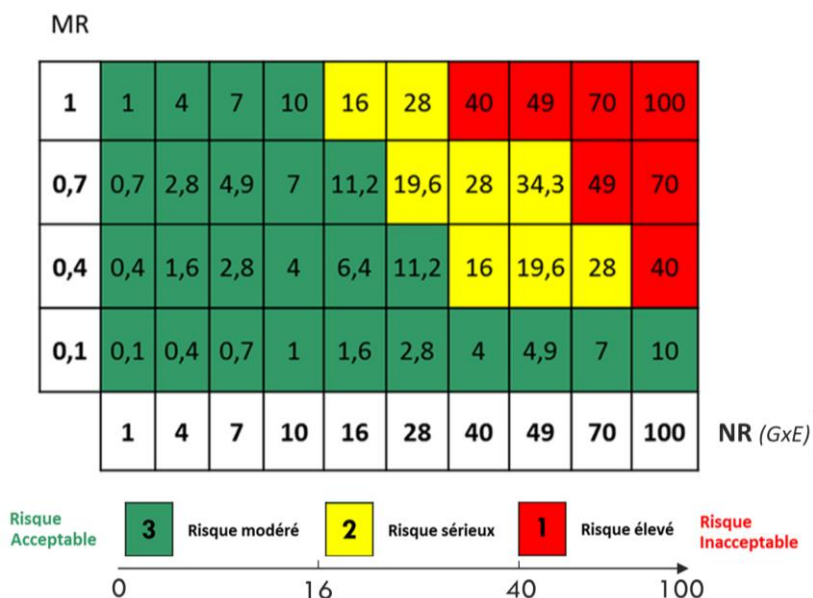 MR
1 1 4 7 10 16 28 40 49 70 100
0,7 0,7 2,8 4,9 7 11,2 19,6 28 34,3 49 70
0,4 0,4 1,6 2,8 4 6,4 11,2 16 19,6 28 40
0,1 0,1 0,4 0,7 1 1,6 2,8 4 4,9 7 10
1 4 7 10 16 28 40 49 70 100 NR (GxE)
Risque
Acceptable
3 Risque modéré 2 Risque sérieux 1 Risque élevé
Risque
Inacceptable
0 16 40 100